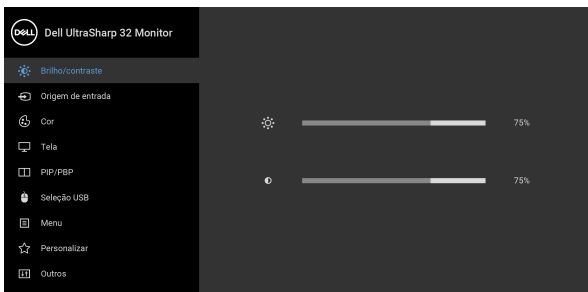 DELL Dell UltraSharp 32 Monitor
Brilho/contraste
Origem de entrada
Cor
75%
Tela
PIP/PBP
75%
Seleção USB
Menu
Personalizar
Outros